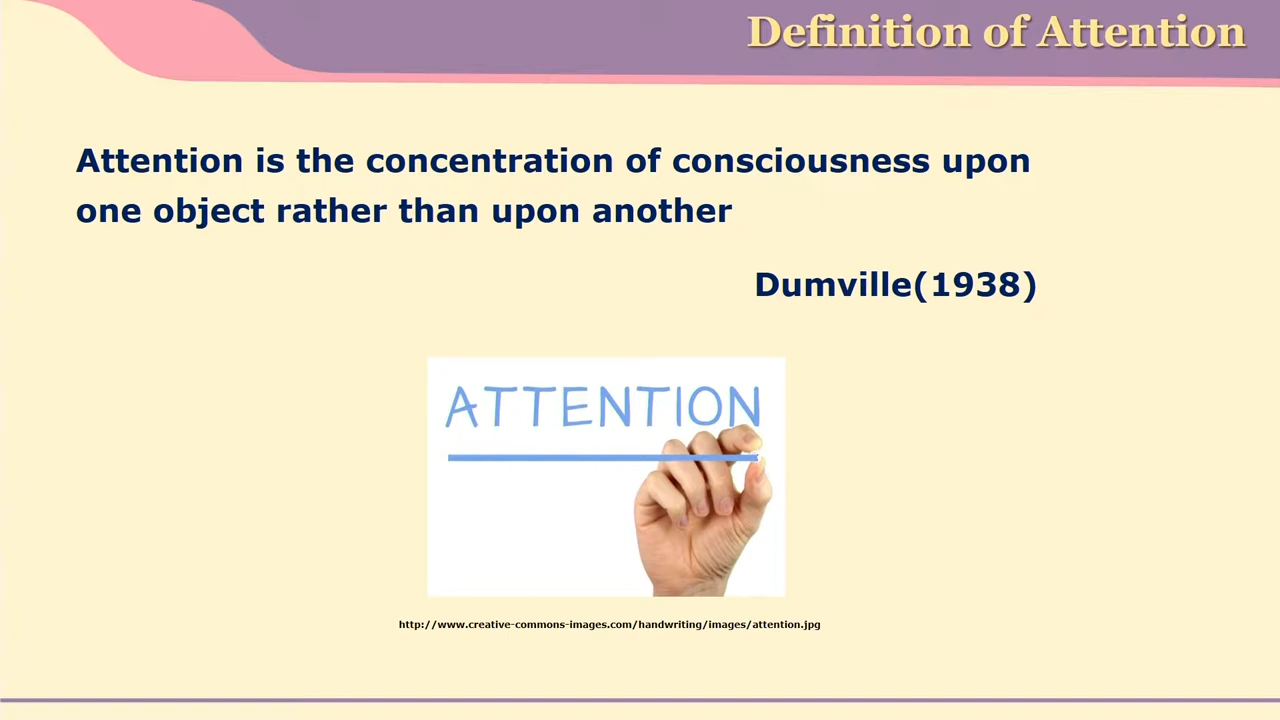 Definition of Attention
Attention is the concentration of consciousness upon
one object rather than upon another
Dumville(1938)
ATTENTION
http://www.creative-commons-images.com/handwriting/images/attention.jpg